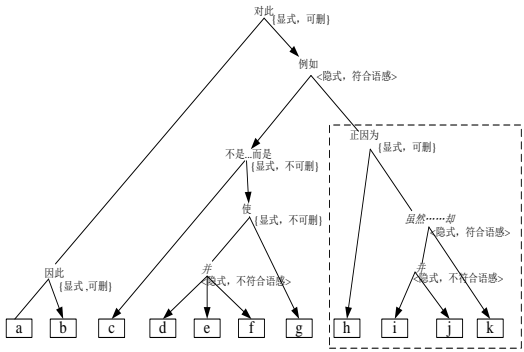 对此
{显式，可删}
例如
<隐式，符合语感>
正因为
{显式，可删}
不是...而是
{显式，不可删}
使
{显式，不可删}
虽然……却
<隐式，符合语感>
因此
{显式,可删}
并
<隐式，不符合语感>
并
<隐式，不符合语感>
a b c d e f g h i j k